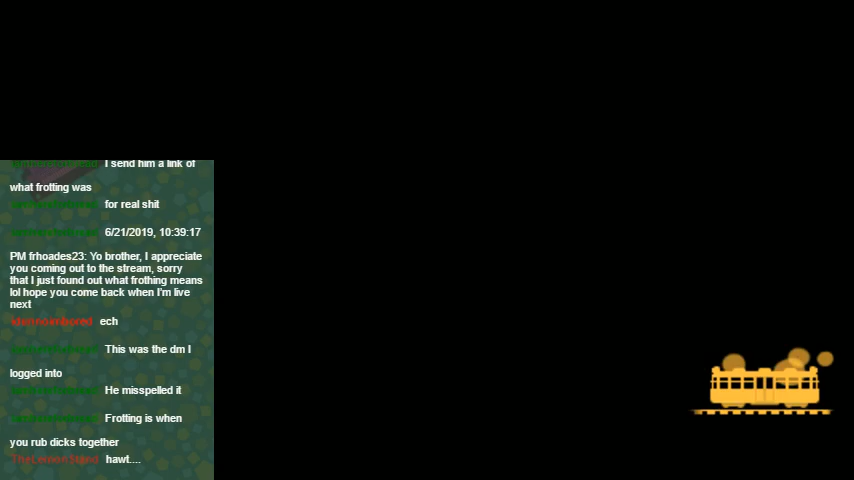 I send him a link of
what frotting was
for real shit
6/21/2019, 10:39:17
PM frhoades23: Yo brother, I appreciate
you coming out to the stream, sorry
that I just found out what frothing means
lol hope you come back when I'm live
next
idunnoimbored ech
This was the dm I
logged into
He misspelled it
Frotting is when
you rub dicks together
TheLemonStand hawt....